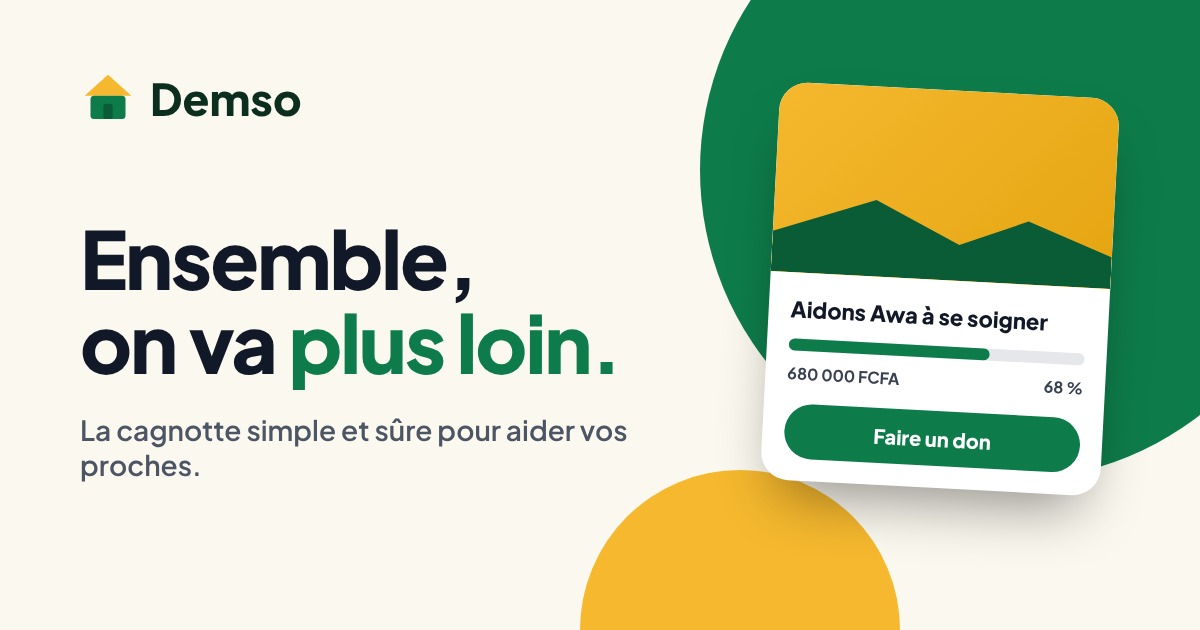 Demso
Ensemble,
on va plus loin.
La cagnotte simple et sûre pour aider vos
proches.
Aidons Awa à se soigner
680 000 FCFA
68 %
Faire un don